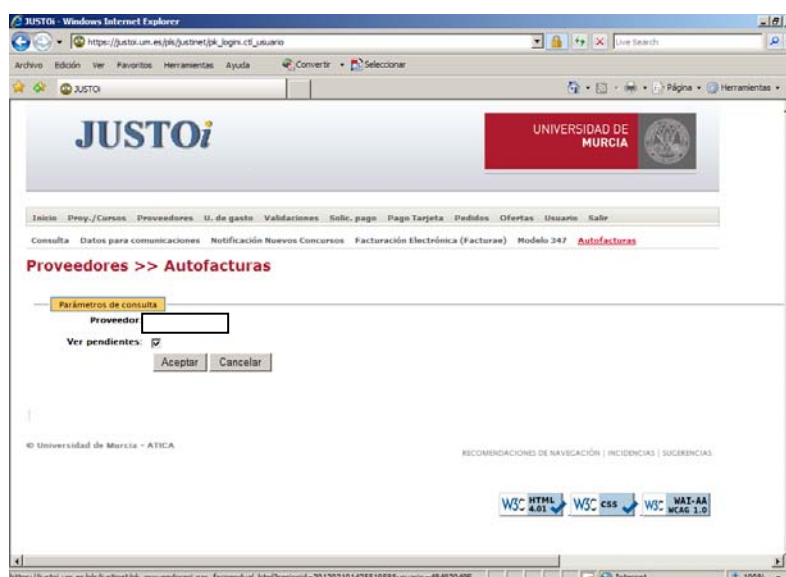 JUSTOi - Windows Internet Explorer
https://justoi.um.es/pls/justinet/pk_logini.ctl_usuario
Live Search
Archivo Edición Ver Favoritos Herramientas Ayuda Convertir Seleccionar
JUSTOi Página Herramientas
JUSTOi
UNIVERSIDAD DE
MURCIA
Inicio Proy./Cursos Proveedores U. de gasto Validaciones Solic. pago Pago Tarjeta Pedidos Ofertas Usuario Salir
Consulta Datos para comunicaciones Notificación Nuevos Concursos Facturación Electrónica (Facturae) Modelo 347 Autofacturas
Proveedores >> Autofacturas
Parámetros de consulta
Proveedor
Ver pendientes:
Aceptar Cancelar
© Universidad de Murcia - ATICA
RECOMENDACIONES DE NAVEGACIÓN | INCIDENCIAS | SUGERENCIAS
W3C HTML 4.01 W3C css W3C WAI-AA WCAG 1.0
Internet 100%